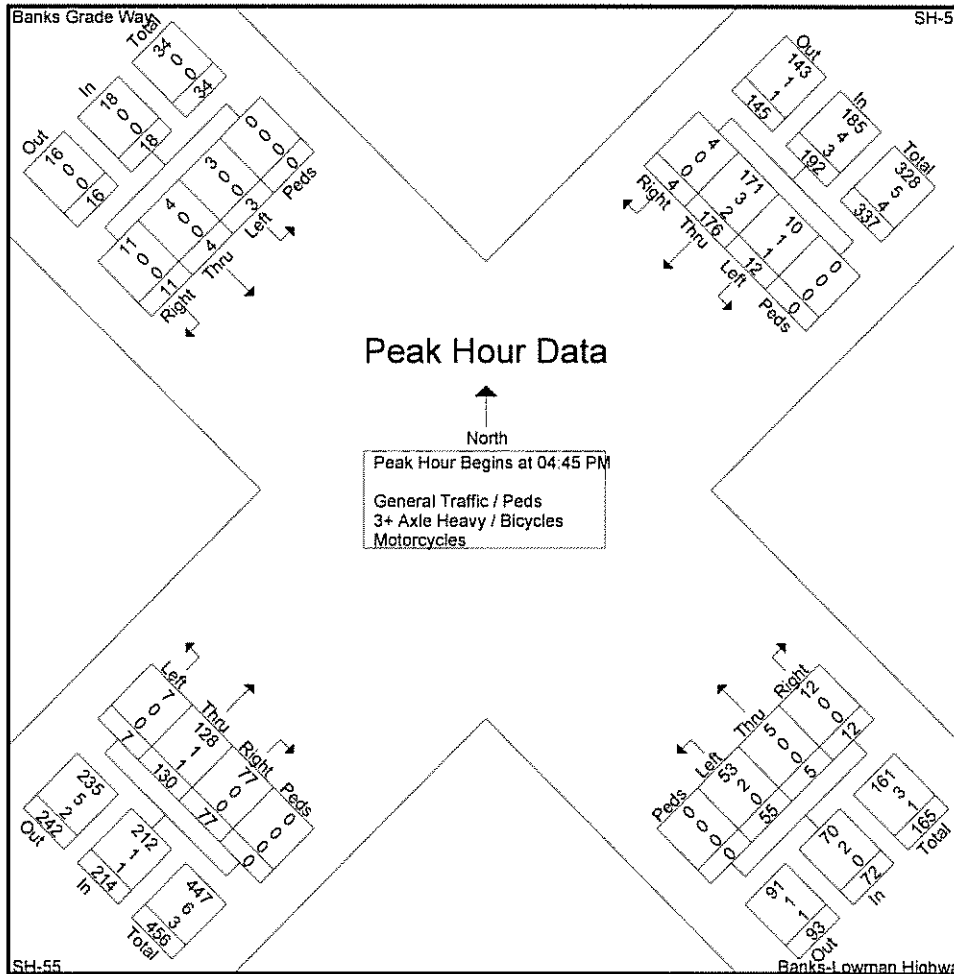 Banks Grade Way
SH-5
Total
34
0
0
34
In
18
0
0
18
Out
16
0
0
16
0
0
0
0
Peds
3
0
0
3
Left
4
0
0
4
Thru
11
0
0
11
Right
Out
143
1
1
145
In
185
4
3
192
Total
328
5
4
337
4
0
0
4
Right
171
3
2
176
Thru
10
1
1
12
Left
0
0
0
0
Peds
Peak Hour Data
North
Peak Hour Begins at 04:45 PM
General Traffic / Peds
3+ Axle Heavy / Bicycles
Motorcycles
Left
7
0
0
7
Thru
128
1
1
130
Right
77
0
0
77
Peds
0
0
0
0
235
5
2
242
Out
212
1
1
214
In
447
6
3
456
Total
Right
12
0
0
12
Thru
5
0
0
5
Left
53
2
0
55
Peds
0
0
0
0
161
3
1
165
Total
70
2
0
72
In
91
1
1
93
Out
SH-55
Banks-Lowman Highwa